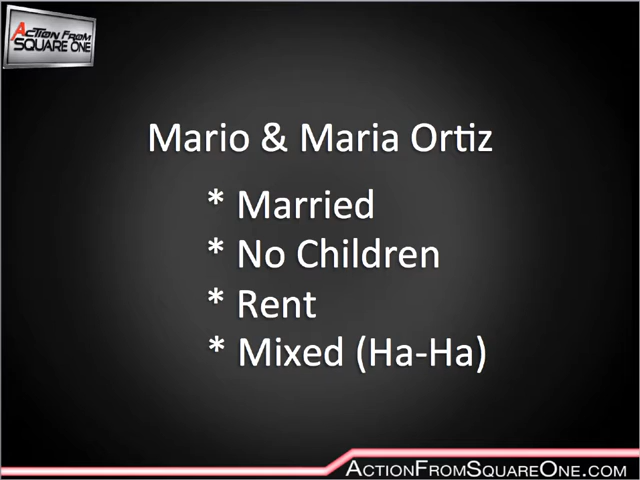 Action From
Square One
Mario & Maria Ortiz
* Married
* No Children
* Rent
* Mixed (Ha-Ha)
ActionFromSquareOne.com